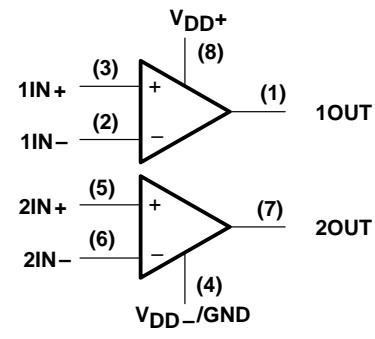 VDD+
(8)
(3)
1IN+
+
(1)
1OUT
(2)
1IN−
−
(5)
2IN+
+
(7)
2OUT
(6)
2IN−
−
(4)
VDD−/GND